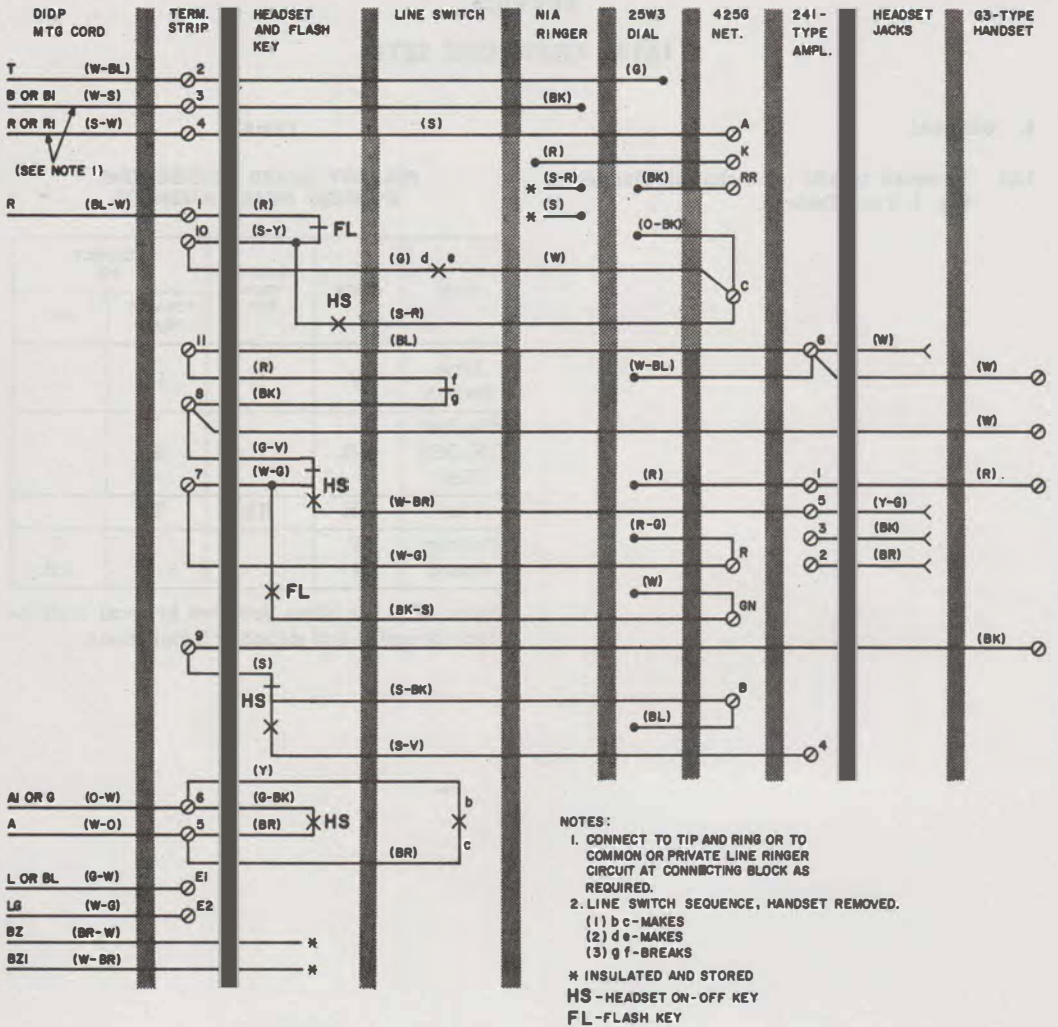 DIDP
MTG CORD
TERM.
STRIP
HEADSET
AND FLASH
KEY
LINE SWITCH
NIA
RINGER
25W3
DIAL
425G
NET.
241-
TYPE
AMPL.
HEADSET
JACKS
G3-TYPE
HANDSET
T (W-BL) 2 (G)
B OR BI (W-S) 3 (BK)
R OR RI (S-W) 4 (S) A
(SEE NOTE 1)
(R) K
* (S-R) (BK) RR
* (S)
R (BL-W) 1 (R) FL
10 (S-Y) (O-BK)
(G) d e (W)
C
HS (S-R)
11 (BL) 6 (W)
(R) f (W-BL) (W)
8 (BK) g
(W)
(G-V)
7 (W-G) HS (R) 1 (R)
(W-BR) 5 (Y-G)
(R-G) 3 (BK)
(W-G) R 2 (BR)
FL (W)
(BK-S) GN
9 (BK)
(S)
HS (S-BK) B
(BL)
(S-V) 4
(Y)
AI OR G (O-W) 6 (G-BK) b
A (W-O) 5 (BR) HS
(BR) c
L OR BL (G-W) E1
LG (W-G) E2
BZ (BR-W) *
BZI (W-BR) *
NOTES:
1. CONNECT TO TIP AND RING OR TO
COMMON OR PRIVATE LINE RINGER
CIRCUIT AT CONNECTING BLOCK AS
REQUIRED.
2. LINE SWITCH SEQUENCE, HANDSET REMOVED.
(1) b c-MAKES
(2) d e-MAKES
(3) g f-BREAKS
* INSULATED AND STORED
HS-HEADSET ON-OFF KEY
FL-FLASH KEY